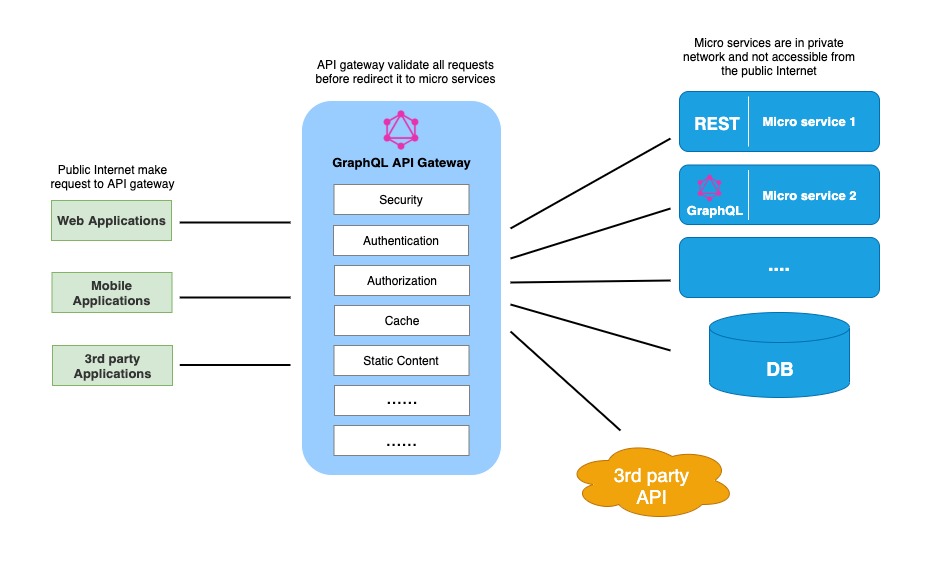 Micro services are in private
network and not accessible from
the public Internet
API gateway validate all requests
before redirect it to micro services
REST
Micro service 1
GraphQL API Gateway
Public Internet make
request to API gateway
Security
GraphQL
Micro service 2
Web Applications
Authentication
Authorization
....
Mobile
Applications
Cache
Static Content
3rd party
Applications
DB
......
......
3rd party
API